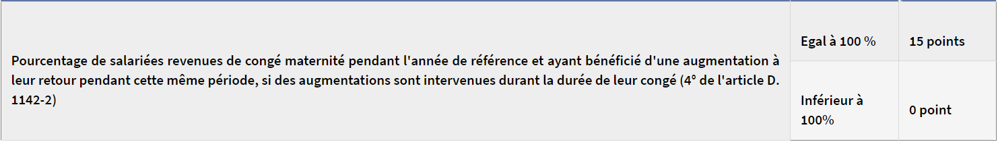 Pourcentage de salariées revenues de congé maternité pendant l'année de référence et ayant bénéficié d'une augmentation à
leur retour pendant cette même période, si des augmentations sont intervenues durant la durée de leur congé (4° de l'article D.
1142-2)
Egal à 100 %
15 points
Inférieur à
100%
0 point